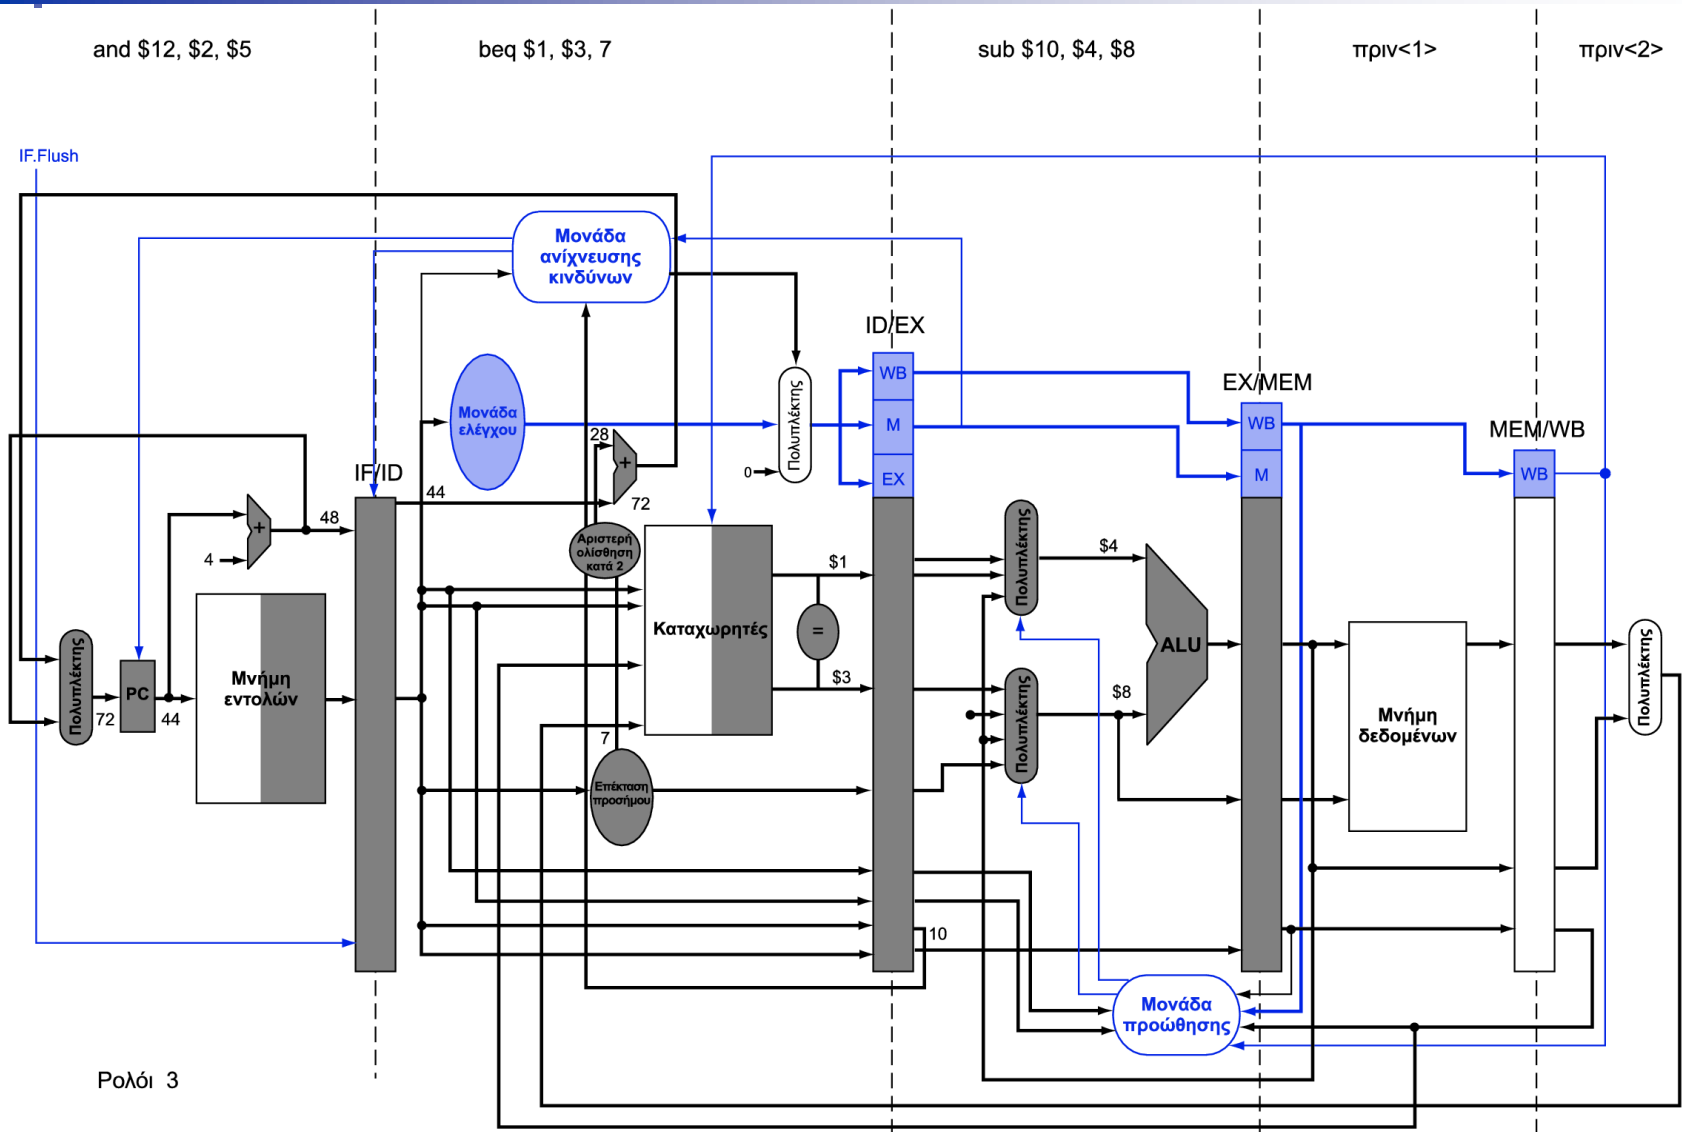 and $12, $2, $5
beq $1, $3, 7
sub $10, $4, $8
πριν<1>
πριν<2>
IF.Flush
Μονάδα
ανίχνευσης
κινδύνων
ID/EX
WB
M
EX
EX/MEM
WB
M
MEM/WB
WB
Μονάδα
ελέγχου
Πολυπλέκτης
0
28
+
72
IF/ID
44
48
+
4
Αριστερή
ολίσθηση
κατά 2
Πολυπλέκτης
$4
$1
=
$3
Καταχωρητές
ALU
Πολυπλέκτης
PC
72
44
Μνήμη
εντολών
7
Επέκταση
προσήμου
Πολυπλέκτης
$8
Μνήμη
δεδομένων
Πολυπλέκτης
10
Μονάδα
προώθησης
Ρολόι 3